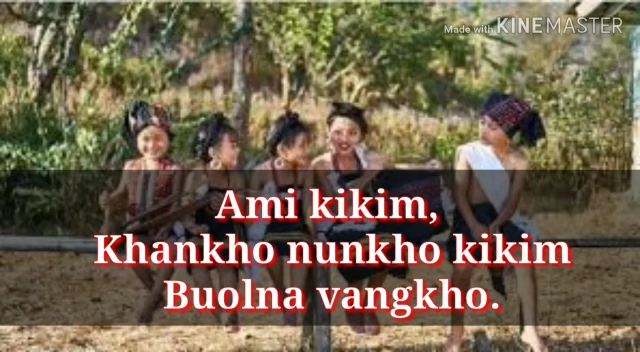 Made with KINEMASTER
Ami kikim,
Khankho nunkho kikim
Buolna vangkho.